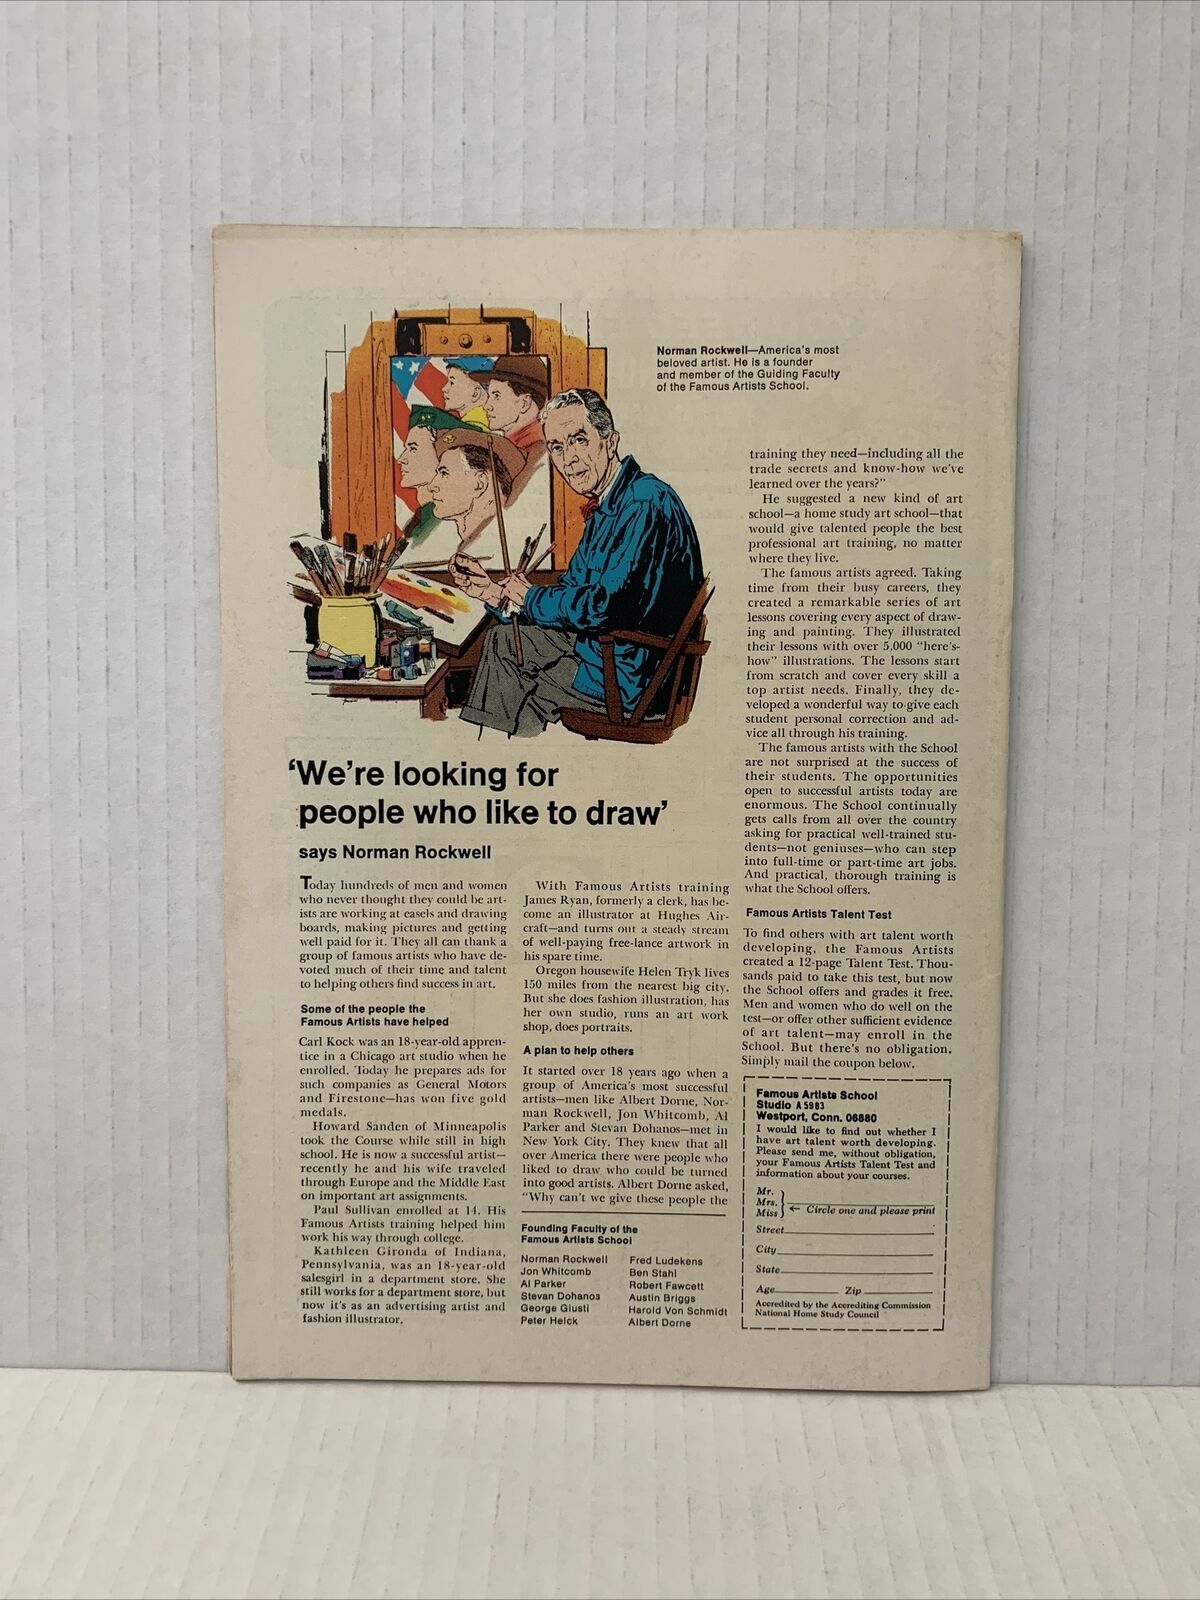 Norman Rockwell—America's most
beloved artist. He is a founder
and member of the Guiding Faculty
of the Famous Artists School.
'We're looking for
people who like to draw'
says Norman Rockwell
Today hundreds of men and women
who never thought they could be art-
ists are working at easels and drawing
boards, making pictures and getting
well paid for it. They all can thank a
group of famous artists who have de-
voted much of their time and talent
to helping others find success in art.
Some of the people the
Famous Artists have helped
Carl Kock was an 18-year-old appren-
tice in a Chicago art studio when he
enrolled. Today he prepares ads for
such companies as General Motors
and Firestone—has won five gold
medals.
Howard Sanden of Minneapolis
took the Course while still in high
school. He is now a successful artist—
recently he and his wife traveled
through Europe and the Middle East
on important art assignments.
Paul Sullivan enrolled at 14. His
Famous Artists training helped him
work his way through college.
Kathleen Gironda of Indiana,
Pennsylvania, was an 18-year-old
salesgirl in a department store. She
still works for a department store, but
now it's as an advertising artist and
fashion illustrator.
With Famous Artists training
James Ryan, formerly a clerk, has be-
come an illustrator at Hughes Air-
craft—and turns out a steady stream
of well-paying free-lance artwork in
his spare time.
Oregon housewife Helen Tryk lives
150 miles from the nearest big city.
But she does fashion illustration, has
her own studio, runs an art work
shop, does portraits.
A plan to help others
It started over 18 years ago when a
group of America's most successful
artists—men like Albert Dorne, Nor-
man Rockwell, Jon Whitcomb, Al
Parker and Stevan Dohanos—met in
New York City. They knew that all
over America there were people who
liked to draw who could be turned
into good artists. Albert Dorne asked,
"Why can't we give these people the
Founding Faculty of the
Famous Artists School
Norman Rockwell
Jon Whitcomb
Al Parker
Stevan Dohanos
George Giusti
Peter Helck
Fred Ludekens
Ben Stahl
Robert Fawcett
Austin Briggs
Harold Von Schmidt
Albert Dorne
training they need—including all the
trade secrets and know-how we've
learned over the years?"
He suggested a new kind of art
school—a home study art school—that
would give talented people the best
professional art training, no matter
where they live.
The famous artists agreed. Taking
time from their busy careers, they
created a remarkable series of art
lessons covering every aspect of draw-
ing and painting. They illustrated
their lessons with over 5,000 "here's-
how" illustrations. The lessons start
from scratch and cover every skill a
top artist needs. Finally, they de-
veloped a wonderful way to give each
student personal correction and ad-
vice all through his training.
The famous artists with the School
are not surprised at the success of
their students. The opportunities
open to successful artists today are
enormous. The School continually
gets calls from all over the country
asking for practical well-trained stu-
dents—not geniuses—who can step
into full-time or part-time art jobs.
And practical, thorough training is
what the School offers.
Famous Artists Talent Test
To find others with art talent worth
developing, the Famous Artists
created a 12-page Talent Test. Thou-
sands paid to take this test, but now
the School offers and grades it free.
Men and women who do well on the
test—or offer other sufficient evidence
of art talent—may enroll in the
School. But there's no obligation.
Simply mail the coupon below.
Famous Artists School
Studio A5983
Westport, Conn. 06880
I would like to find out whether I
have art talent worth developing.
Please send me, without obligation,
your Famous Artists Talent Test and
information about your courses.
Mr.
Mrs.
Miss ← Circle one and please print
Street
City
State
Age Zip
Accredited by the Accrediting Commission
National Home Study Council